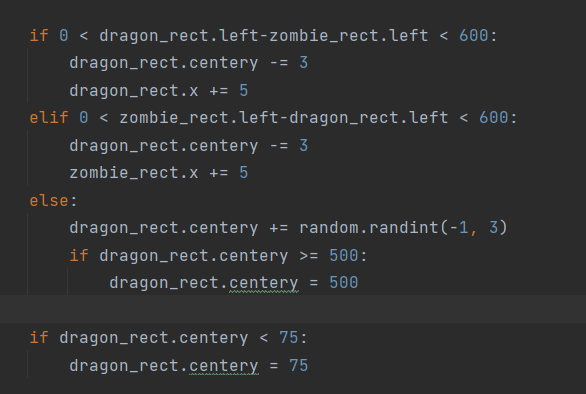 if 0 < dragon_rect.left-zombie_rect.left < 600:
    dragon_rect.centery -= 3
    dragon_rect.x += 5
elif 0 < zombie_rect.left-dragon_rect.left < 600:
    dragon_rect.centery -= 3
    zombie_rect.x += 5
else:
    dragon_rect.centery += random.randint(-1, 3)
    if dragon_rect.centery >= 500:
        dragon_rect.centery = 500

if dragon_rect.centery < 75:
    dragon_rect.centery = 75